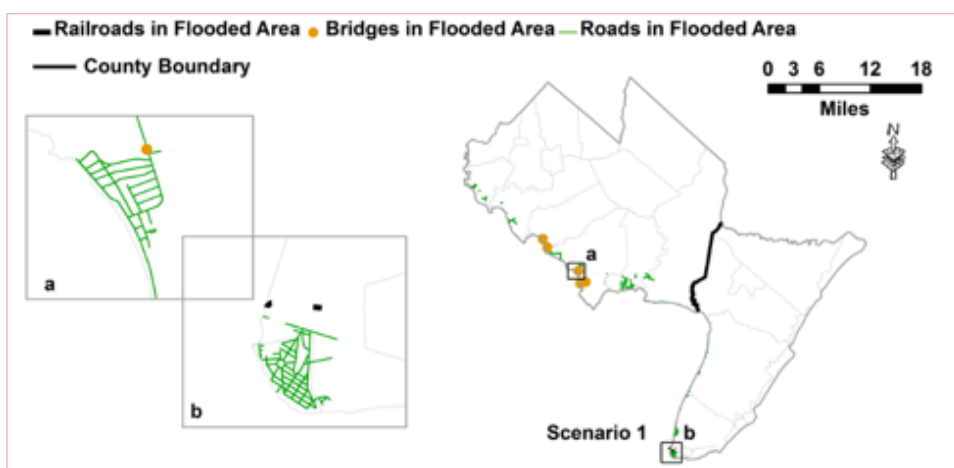 Railroads in Flooded Area Bridges in Flooded Area Roads in Flooded Area
County Boundary
0 3 6 12 18
Miles
N
a
b
a
Scenario 1 b